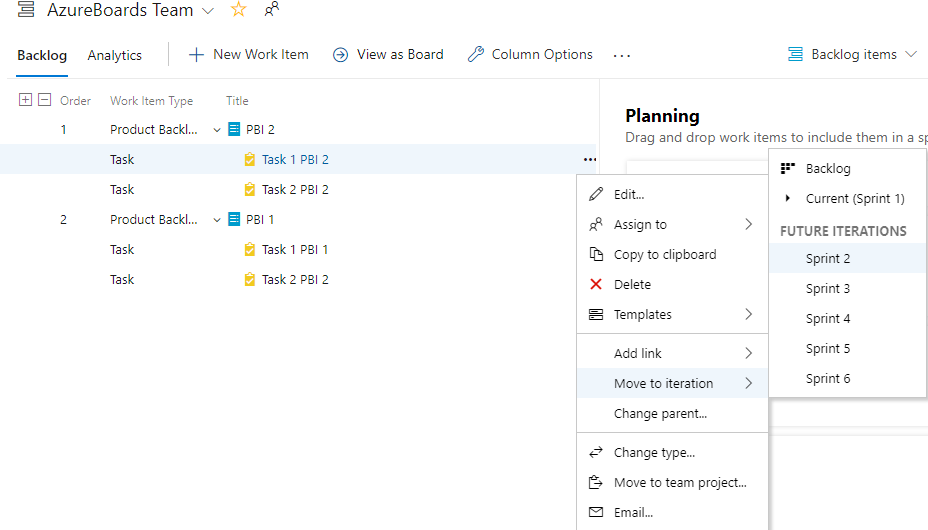 AzureBoards Team
Backlog Analytics New Work Item View as Board Column Options ... Backlog items
Order Work Item Type Title
1 Product Backl... PBI 2
Task Task 1 PBI 2 ...
Task Task 2 PBI 2
2 Product Backl... PBI 1
Task Task 1 PBI 1
Task Task 2 PBI 2
Planning
Drag and drop work items to include them in a sp
Edit...
Assign to
Copy to clipboard
Delete
Templates
Add link
Move to iteration
Change parent...
Change type...
Move to team project...
Email...
Backlog
Current (Sprint 1)
FUTURE ITERATIONS
Sprint 2
Sprint 3
Sprint 4
Sprint 5
Sprint 6